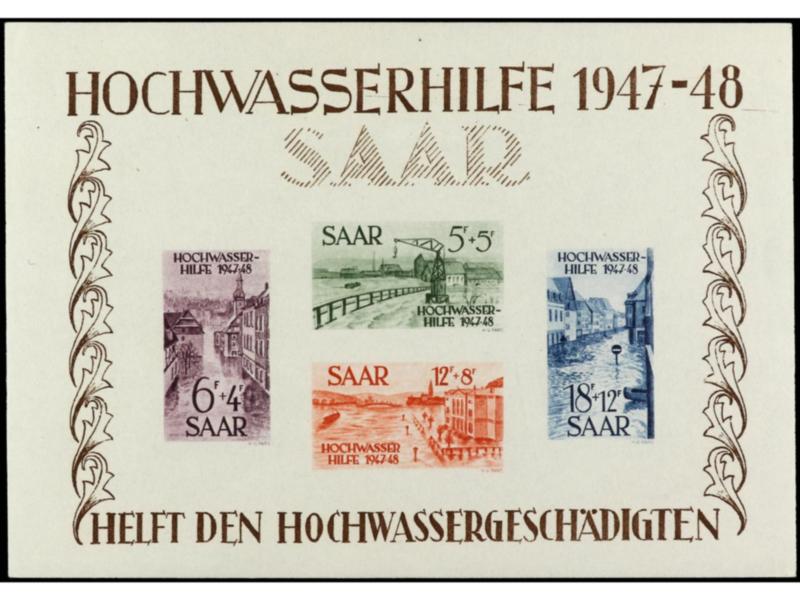 HOCHWASSERHILFE 1947-48
SAAR
HOCHWASSER-
HILFE 1947-48
6F+4F
SAAR
SAAR 5F+5F
HOCHWASSER-
HILFE 1947-48
SAAR 12F+8F
HOCHWASSER
HILFE 1947-48
HOCHWASSER-
HILFE 1947-48
18F+12F
SAAR
HELFT DEN HOCHWASSERGESCHÄDIGTEN